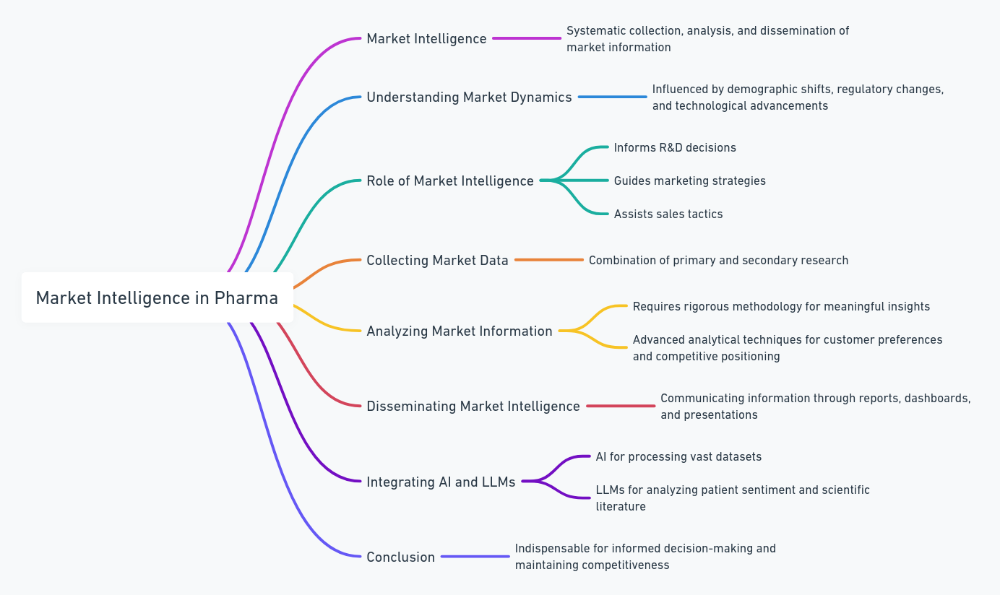 Market Intelligence in Pharma
Market Intelligence
Systematic collection, analysis, and dissemination of
market information
Understanding Market Dynamics
Influenced by demographic shifts, regulatory changes,
and technological advancements
Role of Market Intelligence
Informs R&D decisions
Guides marketing strategies
Assists sales tactics
Collecting Market Data
Combination of primary and secondary research
Analyzing Market Information
Requires rigorous methodology for meaningful insights
Advanced analytical techniques for customer preferences
and competitive positioning
Disseminating Market Intelligence
Communicating information through reports, dashboards,
and presentations
Integrating AI and LLMs
AI for processing vast datasets
LLMs for analyzing patient sentiment and scientific
literature
Conclusion
Indispensable for informed decision-making and
maintaining competitiveness